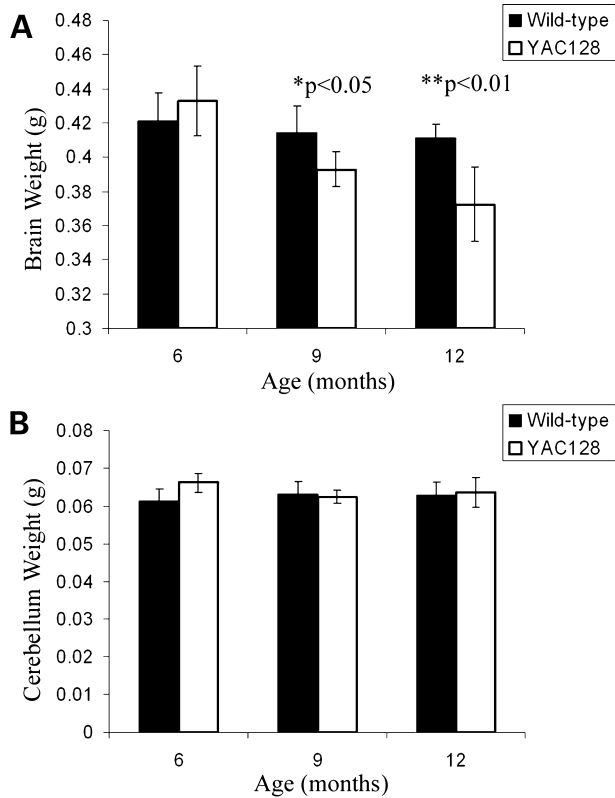 A
Wild-type
YAC128
*p<0.05
**p<0.01
Brain Weight (g)
0.48
0.46
0.44
0.42
0.4
0.38
0.36
0.34
0.32
0.3
6
9
12
Age (months)
B
Wild-type
YAC128
Cerebellum Weight (g)
0.08
0.07
0.06
0.05
0.04
0.03
0.02
0.01
0
6
9
12
Age (months)